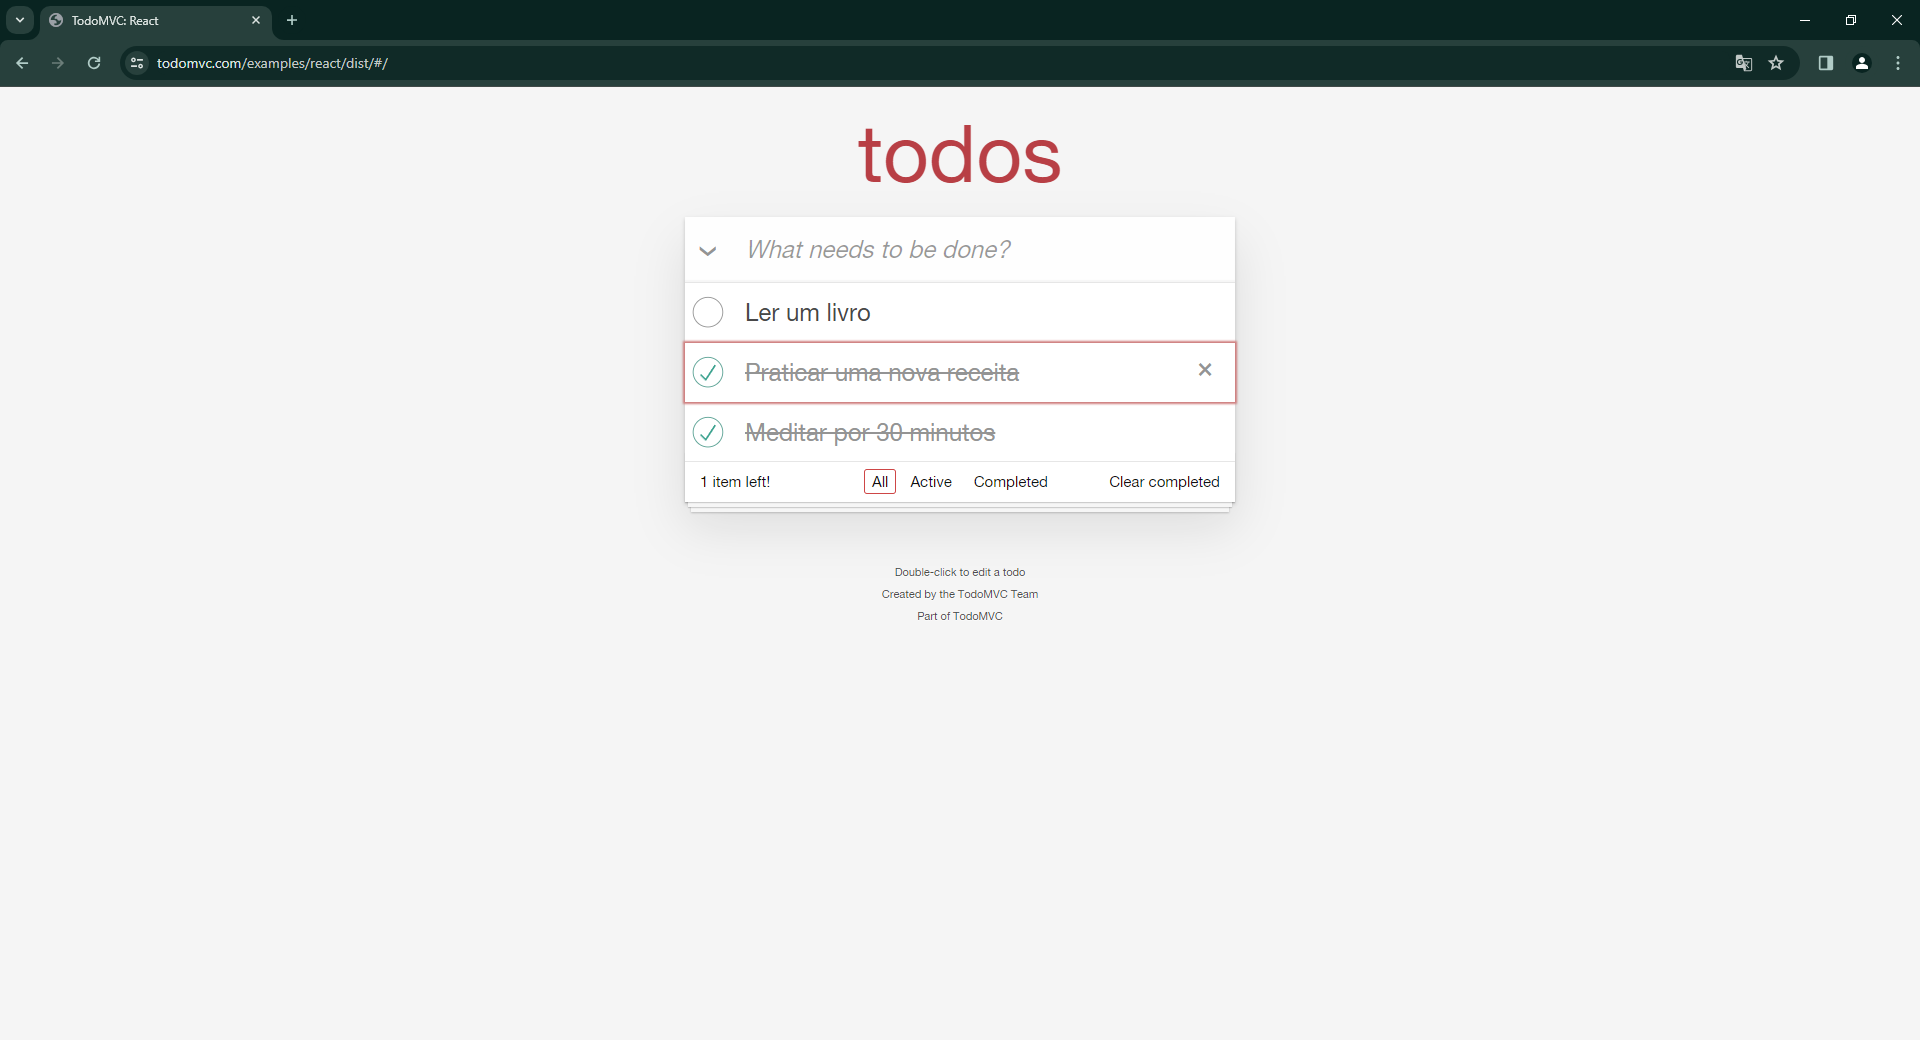 TodoMVC: React
todomvc.com/examples/react/dist/#/
todos
What needs to be done?
Ler um livro
Praticar uma nova receita
Meditar por 30 minutos
1 item left!
All
Active
Completed
Clear completed
Double-click to edit a todo
Created by the TodoMVC Team
Part of TodoMVC